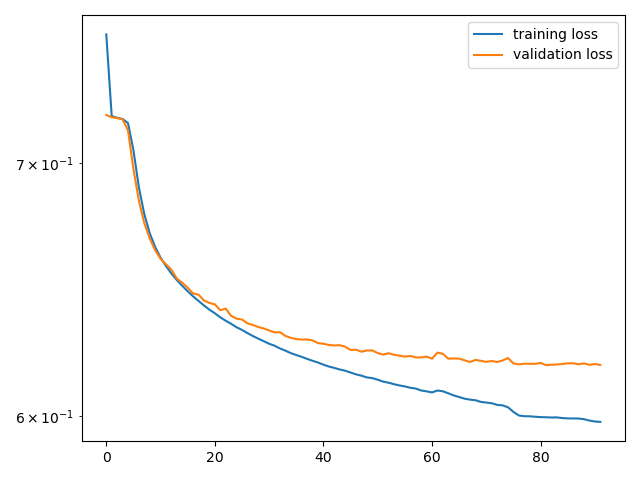 training loss
validation loss
7 × 10⁻¹
6 × 10⁻¹
0 20 40 60 80